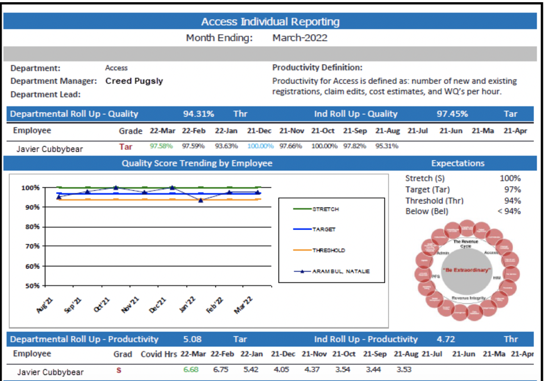 Access Individual Reporting
Month Ending: March-2022
Department: Access
Department Manager: Creed Pugsly
Department Lead:
Productivity Definition:
Productivity for Access is defined as: number of new and existing
registrations, claim edits, cost estimates, and WQ's per hour.
Departmental Roll Up - Quality 94.31% Thr Ind Roll Up - Quality 97.45% Tar
Employee Grade 22-Mar 22-Feb 22-Jan 21-Dec 21-Nov 21-Oct 21-Sep 21-Aug 21-Jul 21-Jun 21-Ma 21-Apr
Javier Cubbybear Tar 97.58% 97.59% 93.63% 100.00% 97.66% 100.00% 97.82% 95.31%
Quality Score Trending by Employee
Expectations
Stretch (S) 100%
Target (Tar) 97%
Threshold (Thr) 94%
Below (Bel) < 94%
100%
90%
80%
70%
60%
50%
Aug'21 Sep'21 Oct'21 Nov'21 Dec'21 Jan'22 Feb'22 Mar'22
STRETCH
TARGET
THREHOLD
ARAMBUL, NATALIE
The Revenue
Cycle
"Be Extraordinary"
Revenue Integrity
Departmental Roll Up - Productivity 5.08 Tar Ind Roll Up - Productivity 4.72 Thr
Employee Grad Covid Hrs 22-Mar 22-Feb 22-Jan 21-Dec 21-Nov 21-Oct 21-Sep 21-Aug 21-Jul 21-Jun 21-Ma 21-Apr
Javier Cubbybear S 6.68 6.75 5.42 4.05 4.37 3.54 3.44 3.53